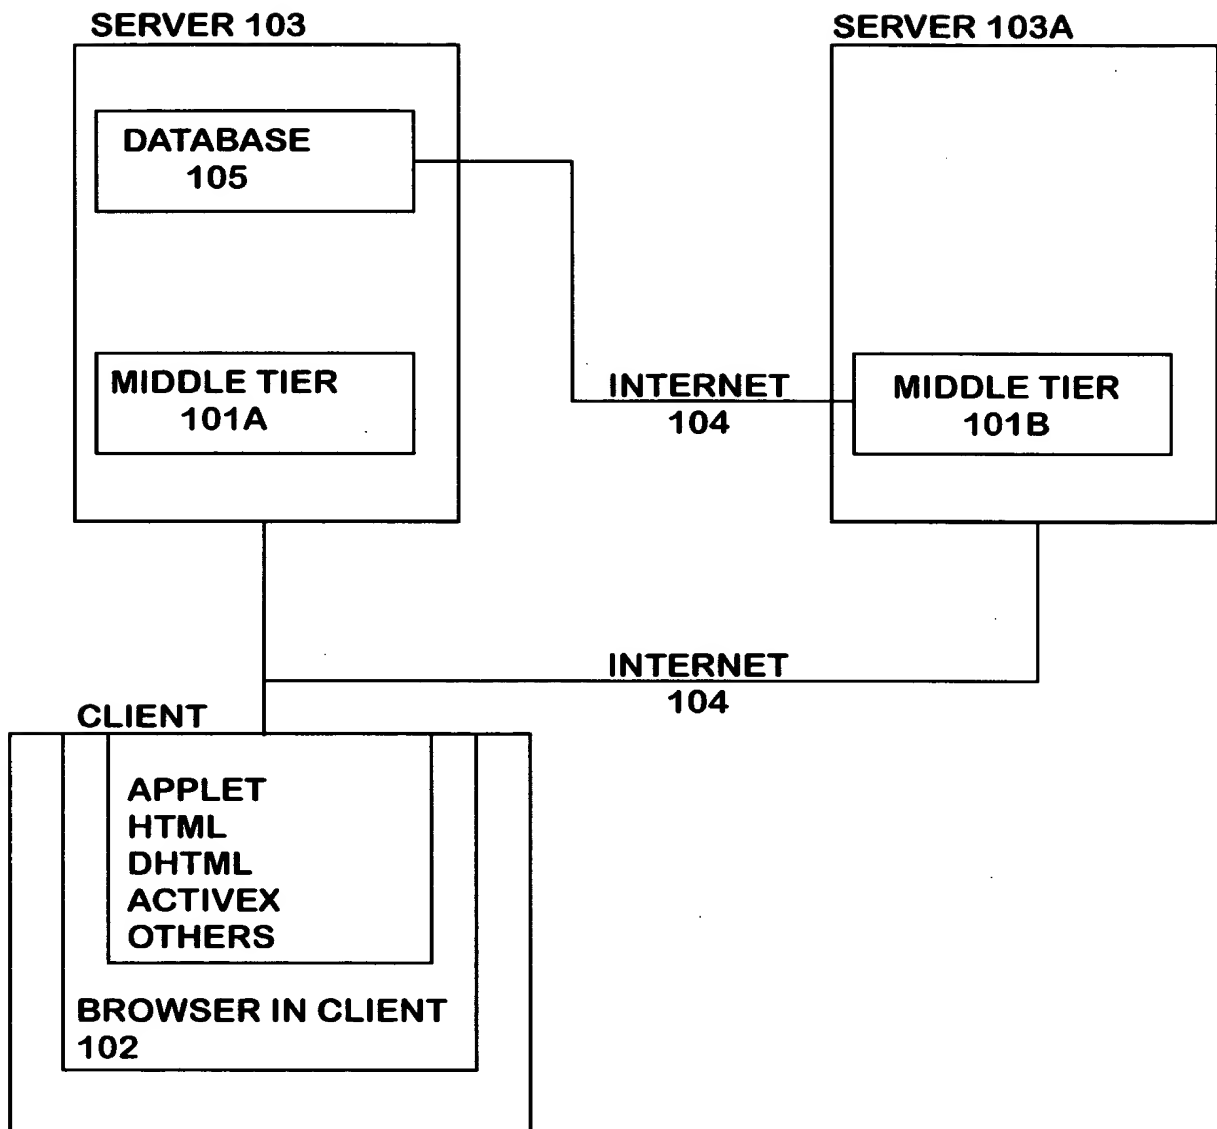 SERVER 103
SERVER 103A
DATABASE
105
MIDDLE TIER
101A
INTERNET
104
MIDDLE TIER
101B
INTERNET
104
CLIENT
APPLET
HTML
DHTML
ACTIVEX
OTHERS
BROWSER IN CLIENT
102